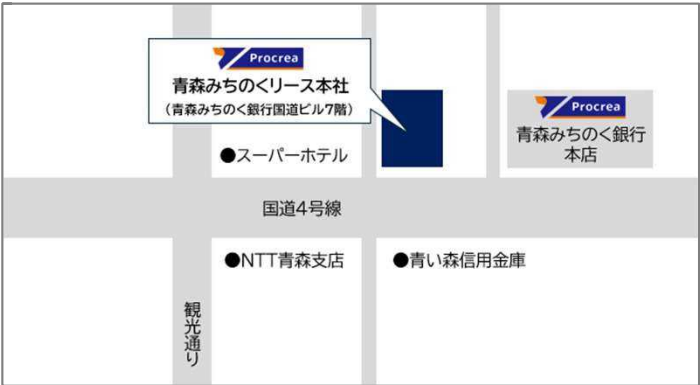 Procrea
青森みちのくリース本社
（青森みちのく銀行国道ビル7階）
Procrea
青森みちのく銀行
本店
●スーパーホテル
国道4号線
●NTT青森支店
●青い森信用金庫
観光通り